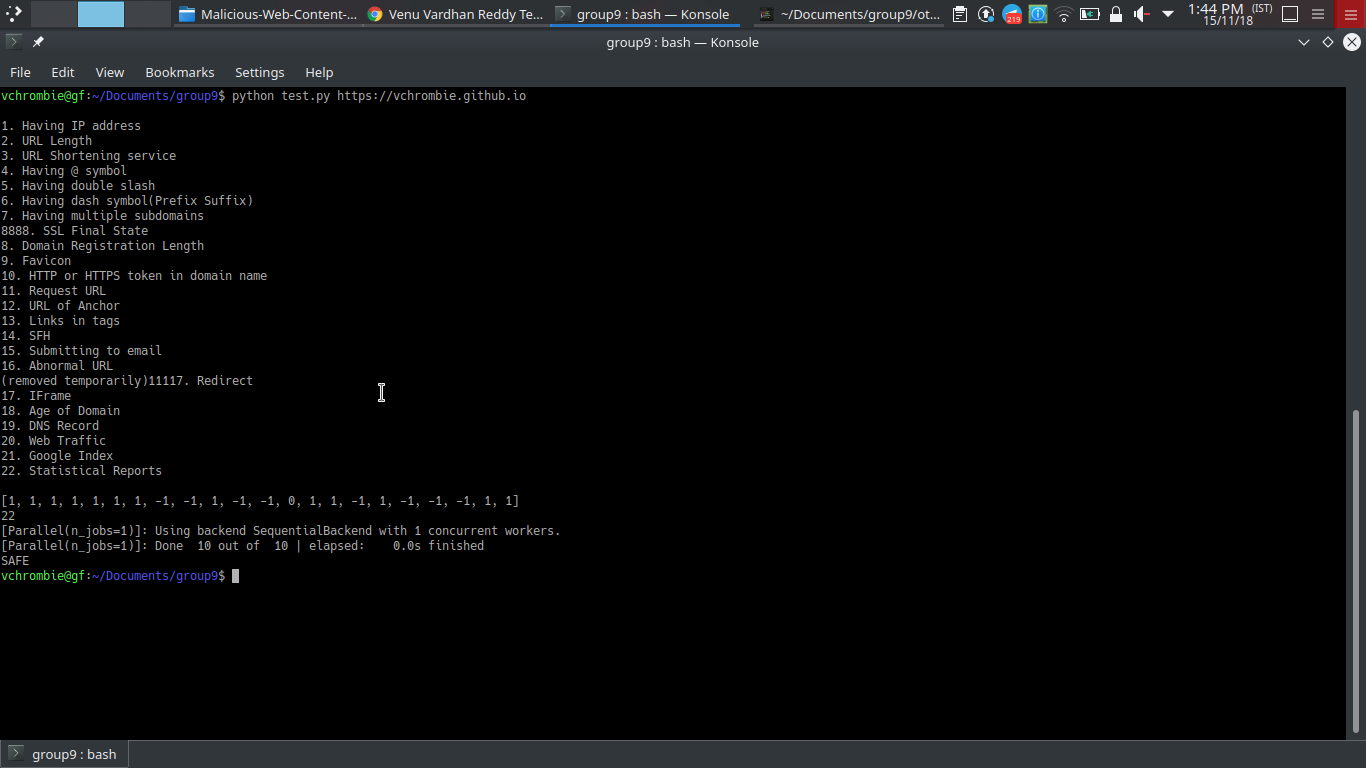 Malicious-Web-Content-... Venu Vardhan Reddy Te... group9 : bash — Konsole ~/Documents/group9/ot... 219 1:44 PM (IST)
15/11/18
group9 : bash — Konsole
File Edit View Bookmarks Settings Help
vchrombie@gf:~/Documents/group9$ python test.py https://vchrombie.github.io
1. Having IP address
2. URL Length
3. URL Shortening service
4. Having @ symbol
5. Having double slash
6. Having dash symbol(Prefix Suffix)
7. Having multiple subdomains
8888. SSL Final State
8. Domain Registration Length
9. Favicon
10. HTTP or HTTPS token in domain name
11. Request URL
12. URL of Anchor
13. Links in tags
14. SFH
15. Submitting to email
16. Abnormal URL
(removed temporarily)11117. Redirect
17. IFrame
18. Age of Domain
19. DNS Record
20. Web Traffic
21. Google Index
22. Statistical Reports
[1, 1, 1, 1, 1, 1, 1, -1, -1, 1, -1, -1, 0, 1, 1, -1, 1, -1, -1, -1, 1, 1]
22
[Parallel(n_jobs=1)]: Using backend SequentialBackend with 1 concurrent workers.
[Parallel(n_jobs=1)]: Done  10 out of  10 | elapsed:    0.0s finished
SAFE
vchrombie@gf:~/Documents/group9$
group9 : bash